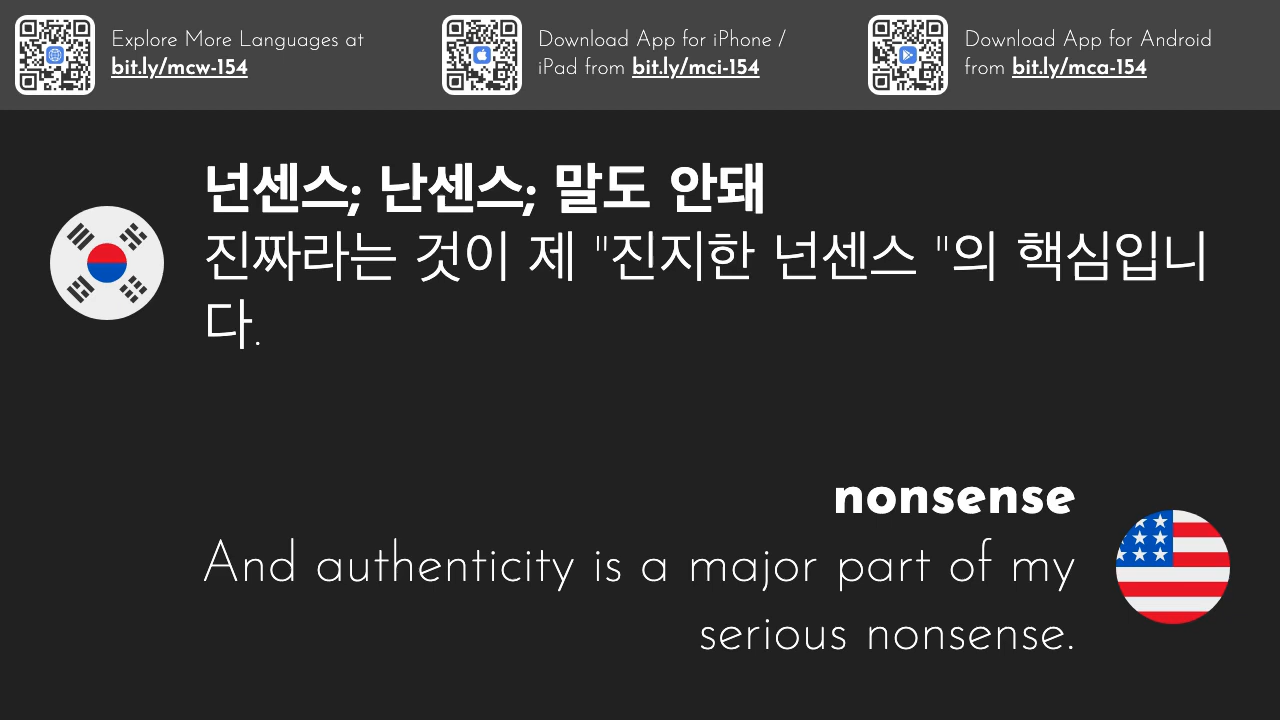 Explore More Languages at
bit.ly/mcw-154
Download App for iPhone /
iPad from bit.ly/mci-154
Download App for Android
from bit.ly/mca-154
넌센스; 난센스; 말도 안돼
진짜라는 것이 제 "진지한 넌센스 "의 핵심입니
다.
nonsense
And authenticity is a major part of my
serious nonsense.